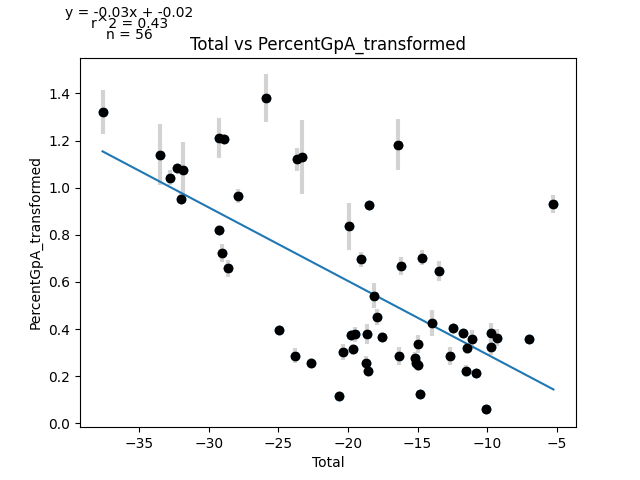 y = -0.03x + -0.02
r^2 = 0.43
n = 56
Total vs PercentGpA_transformed
PercentGpA_transformed
1.4
1.2
1.0
0.8
0.6
0.4
0.2
0.0
−35 −30 −25 −20 −15 −10 −5
Total